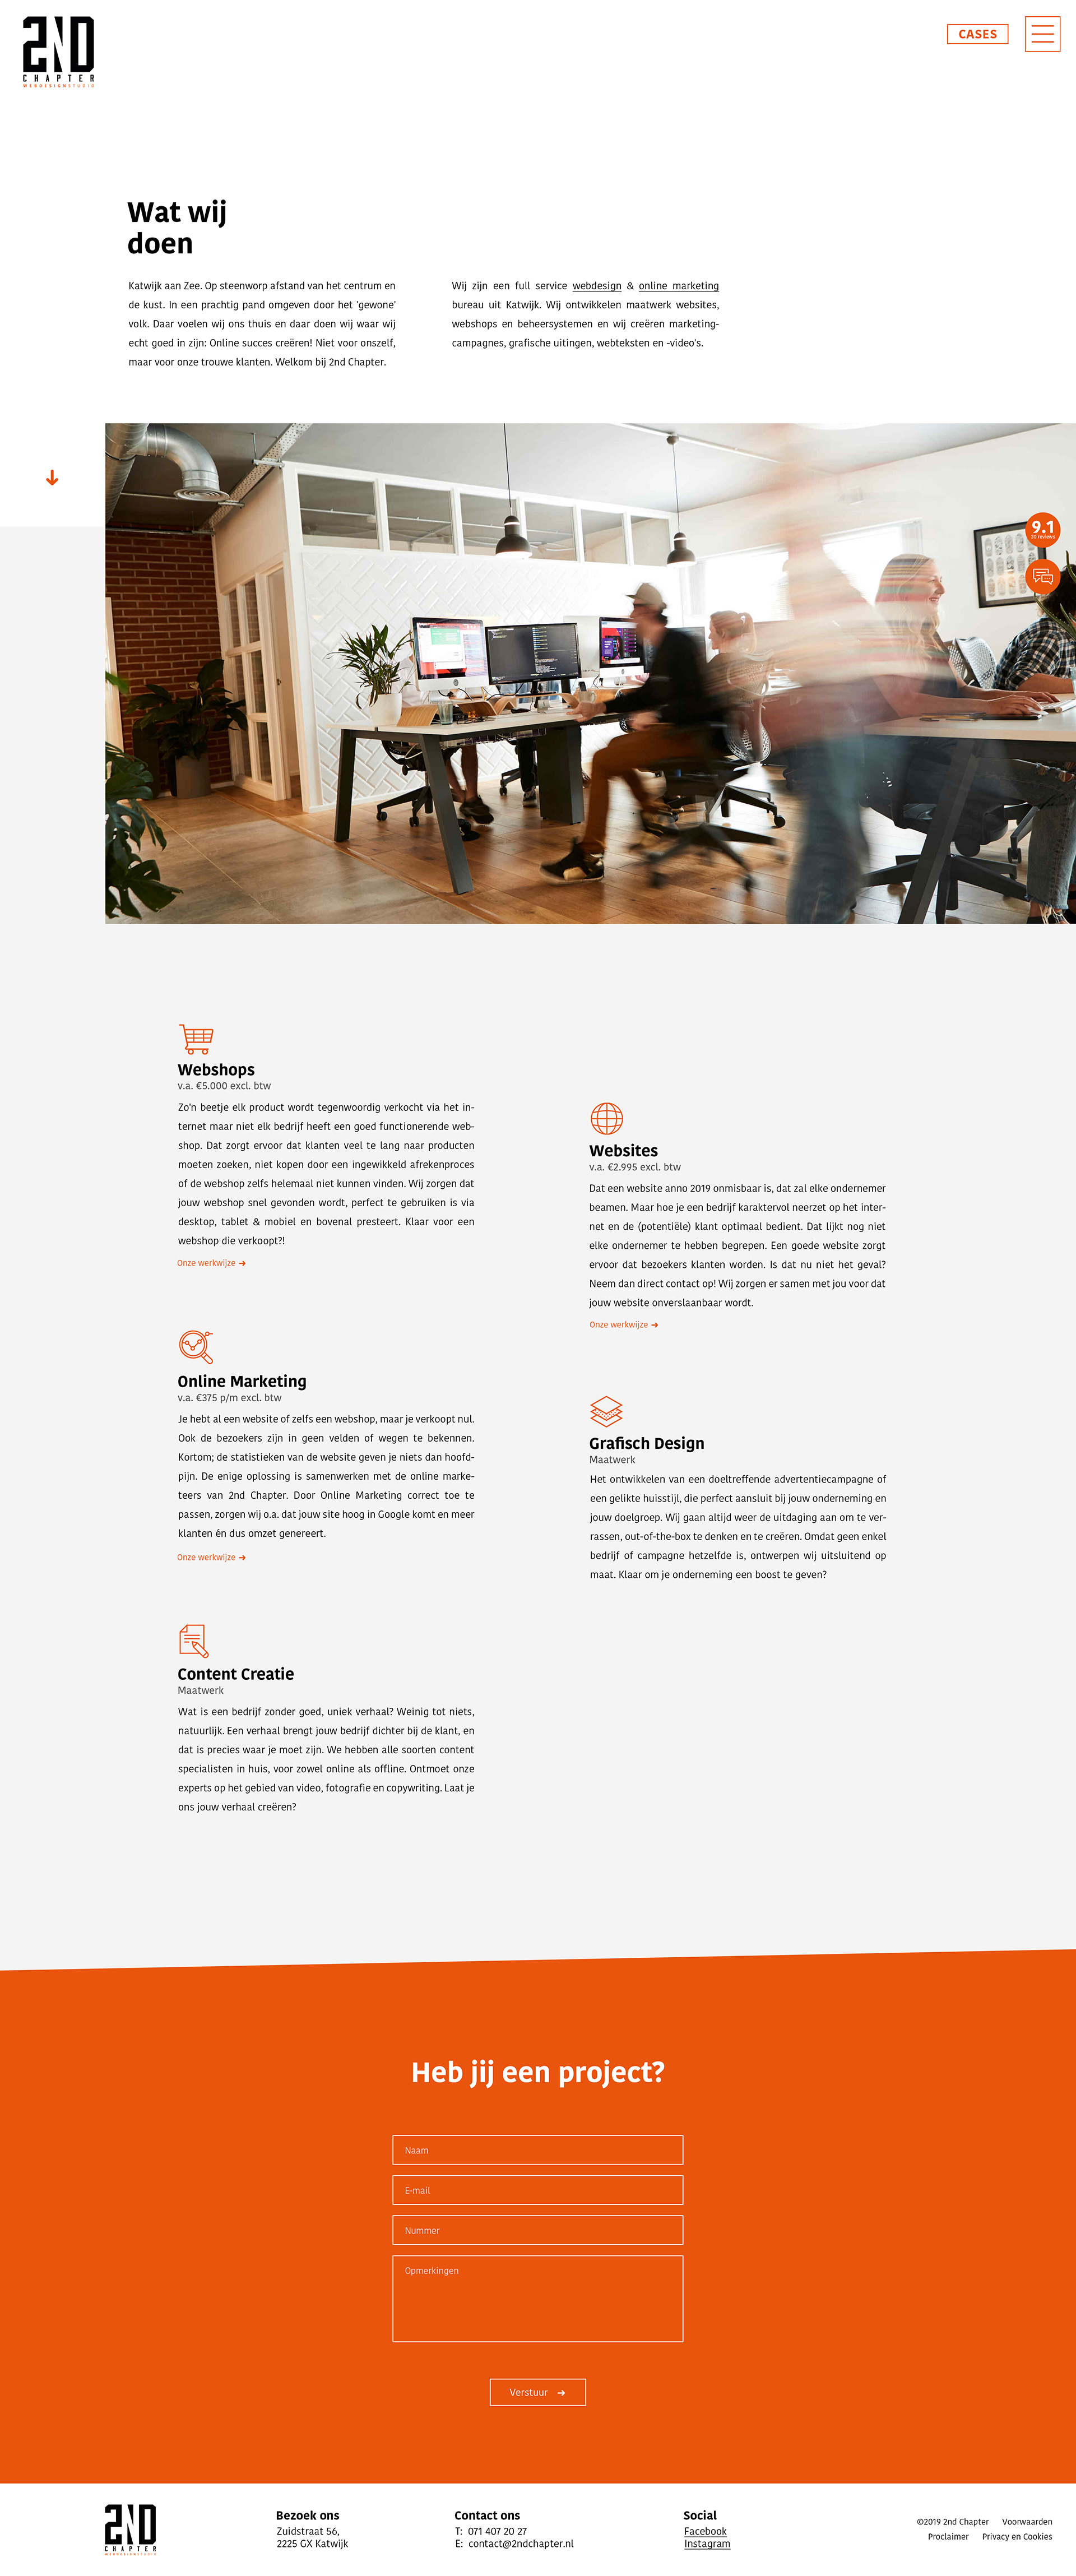 2ND
CHAPTER
WEBDESIGNSTUDIO
CASES
Wat wij
doen
Katwijk aan Zee. Op steenworp afstand van het centrum en
de kust. In een prachtig pand omgeven door het 'gewone'
volk. Daar voelen wij ons thuis en daar doen wij waar wij
echt goed in zijn: Online succes creëren! Niet voor onszelf,
maar voor onze trouwe klanten. Welkom bij 2nd Chapter.
Wij zijn een full service webdesign & online marketing
bureau uit Katwijk. Wij ontwikkelen maatwerk websites,
webshops en beheersystemen en wij creëren marketing-
campagnes, grafische uitingen, webteksten en -video's.
9.1
20 reviews
Webshops
v.a. €5.000 excl. btw
Zo'n beetje elk product wordt tegenwoordig verkocht via het in-
ternet maar niet elk bedrijf heeft een goed functionerende web-
shop. Dat zorgt ervoor dat klanten veel te lang naar producten
moeten zoeken, niet kopen door een ingewikkeld afrekenproces
of de webshop zelfs helemaal niet kunnen vinden. Wij zorgen dat
jouw webshop snel gevonden wordt, perfect te gebruiken is via
desktop, tablet & mobiel en bovenal presteert. Klaar voor een
webshop die verkoopt?!
Onze werkwijze ➔
Websites
v.a. €2.995 excl. btw
Dat een website anno 2019 onmisbaar is, dat zal elke ondernemer
beamen. Maar hoe je een bedrijf karaktervol neerzet op het inter-
net en de (potentiële) klant optimaal bedient. Dat lijkt nog niet
elke ondernemer te hebben begrepen. Een goede website zorgt
ervoor dat bezoekers klanten worden. Is dat nu niet het geval?
Neem dan direct contact op! Wij zorgen er samen met jou voor dat
jouw website onverslaanbaar wordt.
Onze werkwijze ➔
Online Marketing
v.a. €375 p/m excl. btw
Je hebt al een website of zelfs een webshop, maar je verkoopt nul.
Ook de bezoekers zijn in geen velden of wegen te bekennen.
Kortom; de statistieken van de website geven je niets dan hoofd-
pijn. De enige oplossing is samenwerken met de online marke-
teers van 2nd Chapter. Door Online Marketing correct toe te
passen, zorgen wij o.a. dat jouw site hoog in Google komt en meer
klanten én dus omzet genereert.
Onze werkwijze ➔
Grafisch Design
Maatwerk
Het ontwikkelen van een doeltreffende advertentiecampagne of
een gelikte huisstijl, die perfect aansluit bij jouw onderneming en
jouw doelgroep. Wij gaan altijd weer de uitdaging aan om te ver-
rassen, out-of-the-box te denken en te creëren. Omdat geen enkel
bedrijf of campagne hetzelfde is, ontwerpen wij uitsluitend op
maat. Klaar om je onderneming een boost te geven?
Content Creatie
Maatwerk
Wat is een bedrijf zonder goed, uniek verhaal? Weinig tot niets,
natuurlijk. Een verhaal brengt jouw bedrijf dichter bij de klant, en
dat is precies waar je moet zijn. We hebben alle soorten content
specialisten in huis, voor zowel online als offline. Ontmoet onze
experts op het gebied van video, fotografie en copywriting. Laat je
ons jouw verhaal creëren?
Heb jij een project?
Naam
E-mail
Nummer
Opmerkingen
Verstuur ➔
2ND
CHAPTER
WEBDESIGNSTUDIO
Bezoek ons
Zuidstraat 56,
2225 GX Katwijk
Contact ons
T: 071 407 20 27
E: contact@2ndchapter.nl
Social
Facebook
Instagram
©2019 2nd Chapter Voorwaarden
Proclaimer Privacy en Cookies